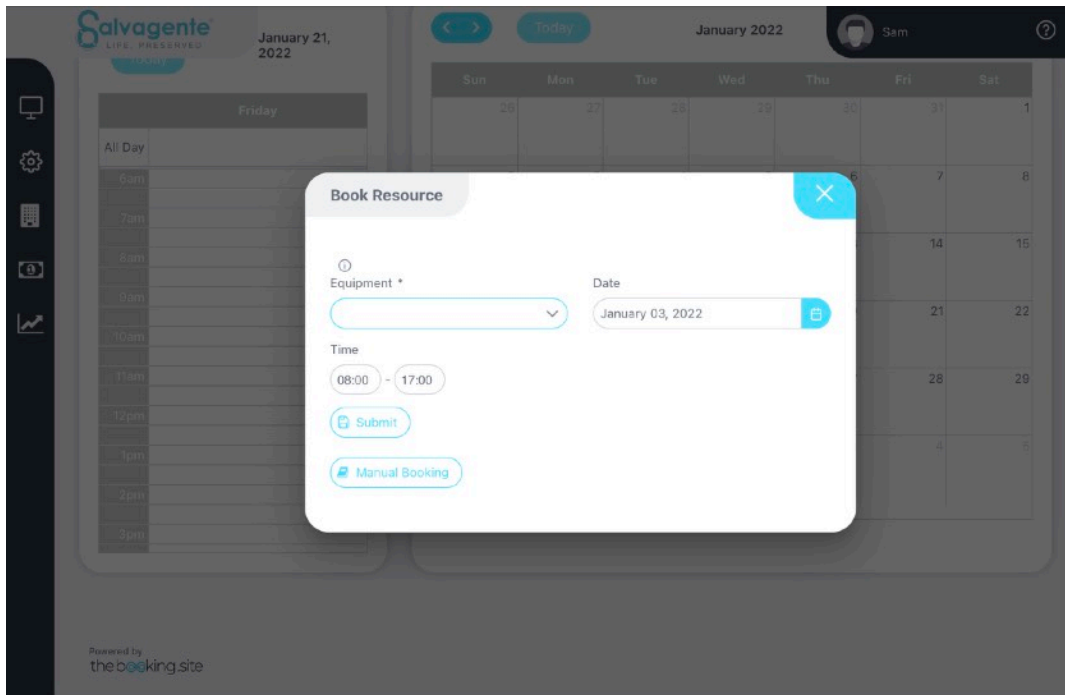 Salvagente®
LIFE. PRESERVED
Today
January 21,
2022
Today
January 2022
Sam
Friday
All Day
6am
7am
8am
9am
10am
11am
12pm
1pm
2pm
3pm
Sun Mon Tue Wed Thu Fri Sat
26 27 28 29 30 31 1
6 7 8
14 15
21 22
28 29
4 5
Book Resource
Equipment *
Date
January 03, 2022
Time
08:00 - 17:00
Submit
Manual Booking
Powered by
thebooking.site